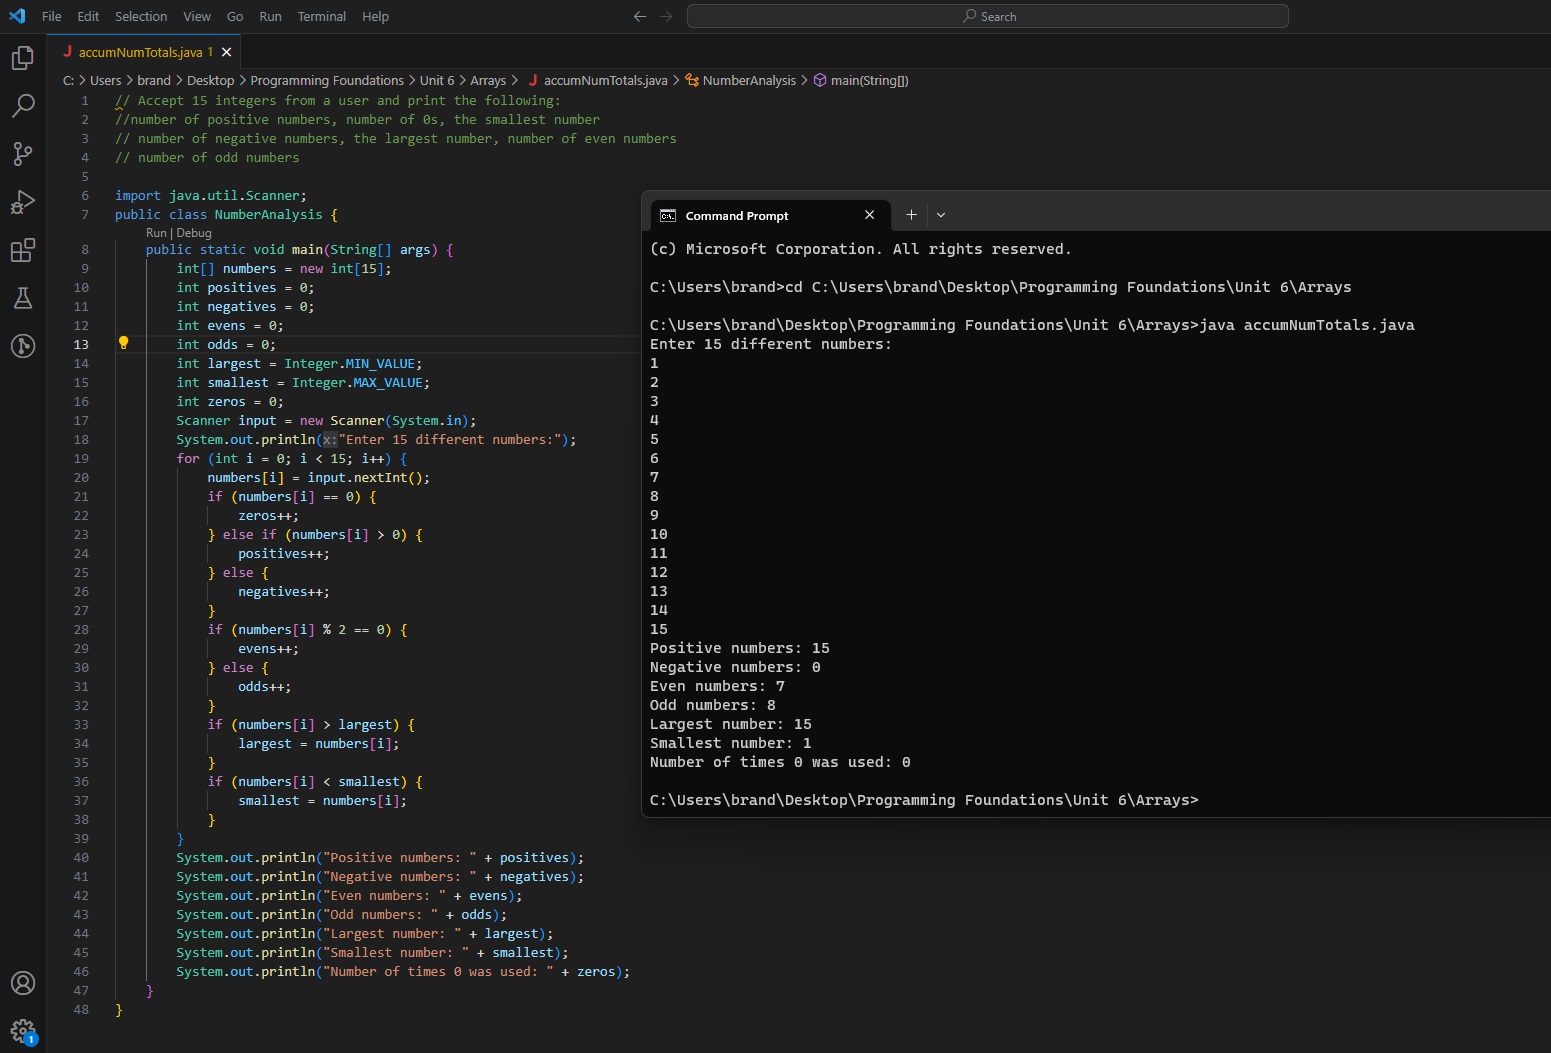 File Edit Selection View Go Run Terminal Help
Search
J accumNumTotals.java 1
C: > Users > brand > Desktop > Programming Foundations > Unit 6 > Arrays > J accumNumTotals.java > NumberAnalysis > main(String[])
1 // Accept 15 integers from a user and print the following:
2 //number of positive numbers, number of 0s, the smallest number
3 // number of negative numbers, the largest number, number of even numbers
4 // number of odd numbers
5
6 import java.util.Scanner;
7 public class NumberAnalysis {
Run | Debug
8 public static void main(String[] args) {
9 int[] numbers = new int[15];
10 int positives = 0;
11 int negatives = 0;
12 int evens = 0;
13 int odds = 0;
14 int largest = Integer.MIN_VALUE;
15 int smallest = Integer.MAX_VALUE;
16 int zeros = 0;
17 Scanner input = new Scanner(System.in);
18 System.out.println(x:"Enter 15 different numbers:");
19 for (int i = 0; i < 15; i++) {
20 numbers[i] = input.nextInt();
21 if (numbers[i] == 0) {
22 zeros++;
23 } else if (numbers[i] > 0) {
24 positives++;
25 } else {
26 negatives++;
27 }
28 if (numbers[i] % 2 == 0) {
29 evens++;
30 } else {
31 odds++;
32 }
33 if (numbers[i] > largest) {
34 largest = numbers[i];
35 }
36 if (numbers[i] < smallest) {
37 smallest = numbers[i];
38 }
39 }
40 System.out.println("Positive numbers: " + positives);
41 System.out.println("Negative numbers: " + negatives);
42 System.out.println("Even numbers: " + evens);
43 System.out.println("Odd numbers: " + odds);
44 System.out.println("Largest number: " + largest);
45 System.out.println("Smallest number: " + smallest);
46 System.out.println("Number of times 0 was used: " + zeros);
47 }
48 }
1
Command Prompt
(c) Microsoft Corporation. All rights reserved.
C:\Users\brand>cd C:\Users\brand\Desktop\Programming Foundations\Unit 6\Arrays
C:\Users\brand\Desktop\Programming Foundations\Unit 6\Arrays>java accumNumTotals.java
Enter 15 different numbers:
1
2
3
4
5
6
7
8
9
10
11
12
13
14
15
Positive numbers: 15
Negative numbers: 0
Even numbers: 7
Odd numbers: 8
Largest number: 15
Smallest number: 1
Number of times 0 was used: 0
C:\Users\brand\Desktop\Programming Foundations\Unit 6\Arrays>